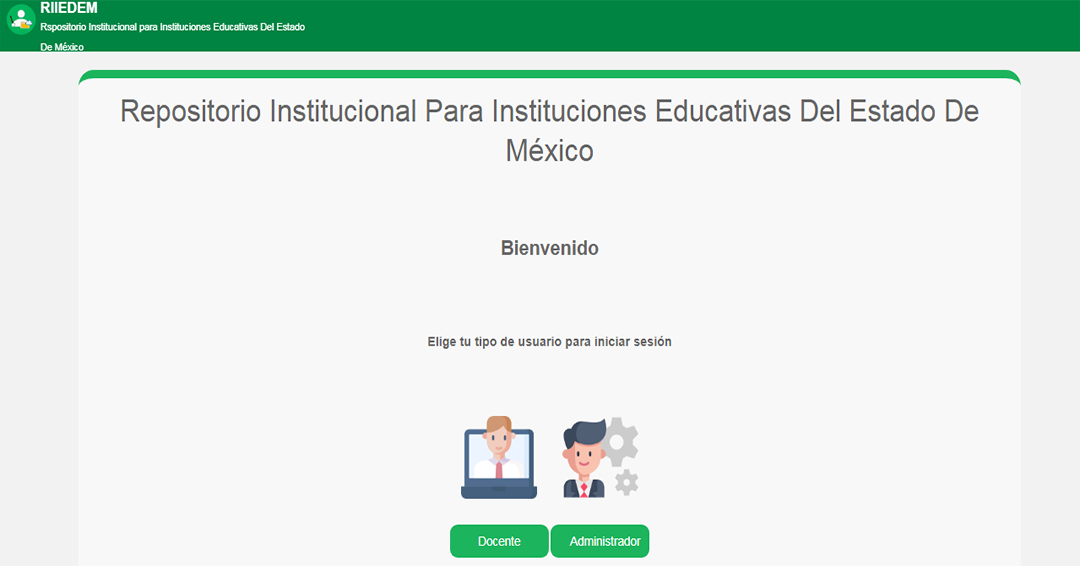 RIIEDEM
Rspositorio Institucional para Instituciones Educativas Del Estado
De México
Repositorio Institucional Para Instituciones Educativas Del Estado De
México
Bienvenido
Elige tu tipo de usuario para iniciar sesión
Docente
Administrador